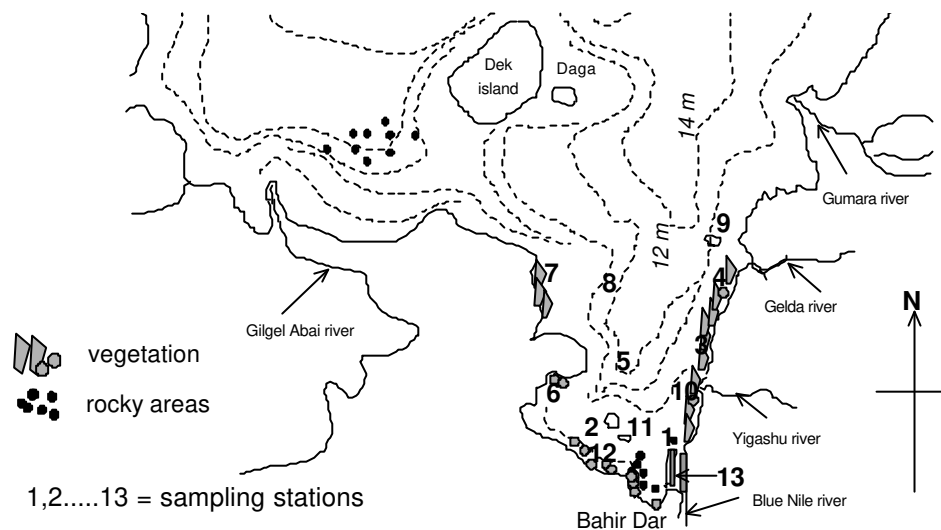 Dek
island
Daga
14 m
Gumara river
9
12 m
7
8
4
Gelda river
N
Gilgel Abai river
vegetation
3
5
rocky areas
6
10
2
11
1
Yigashu river
12
13
1,2.....13 = sampling stations
Blue Nile river
Bahir Dar